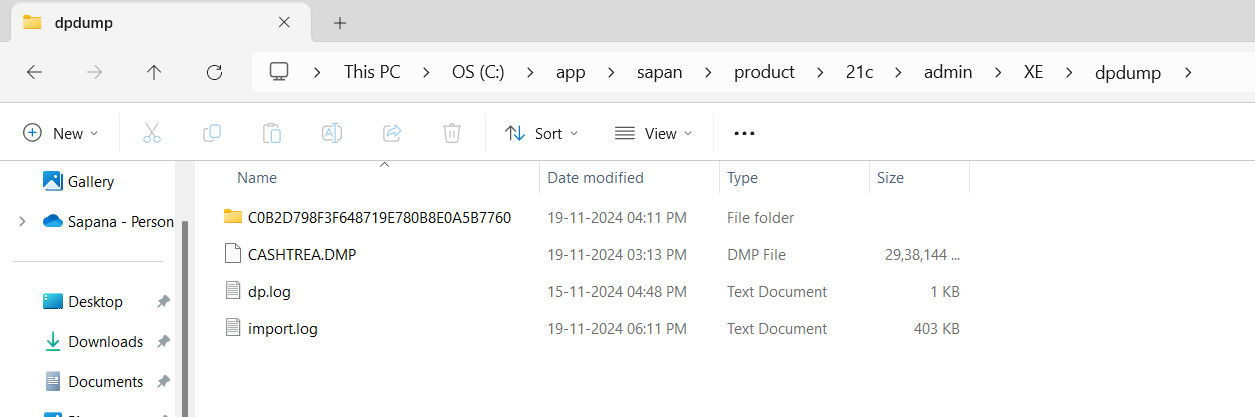 dpdump
This PC > OS (C:) > app > sapan > product > 21c > admin > XE > dpdump >
New Sort View
Name Date modified Type Size
C0B2D798F3F648719E780B8E0A5B7760 19-11-2024 04:11 PM File folder
CASHTREA.DMP 19-11-2024 03:13 PM DMP File 29,38,144 ...
dp.log 15-11-2024 04:48 PM Text Document 1 KB
import.log 19-11-2024 06:11 PM Text Document 403 KB
Gallery
Sapana - Person
Desktop
Downloads
Documents